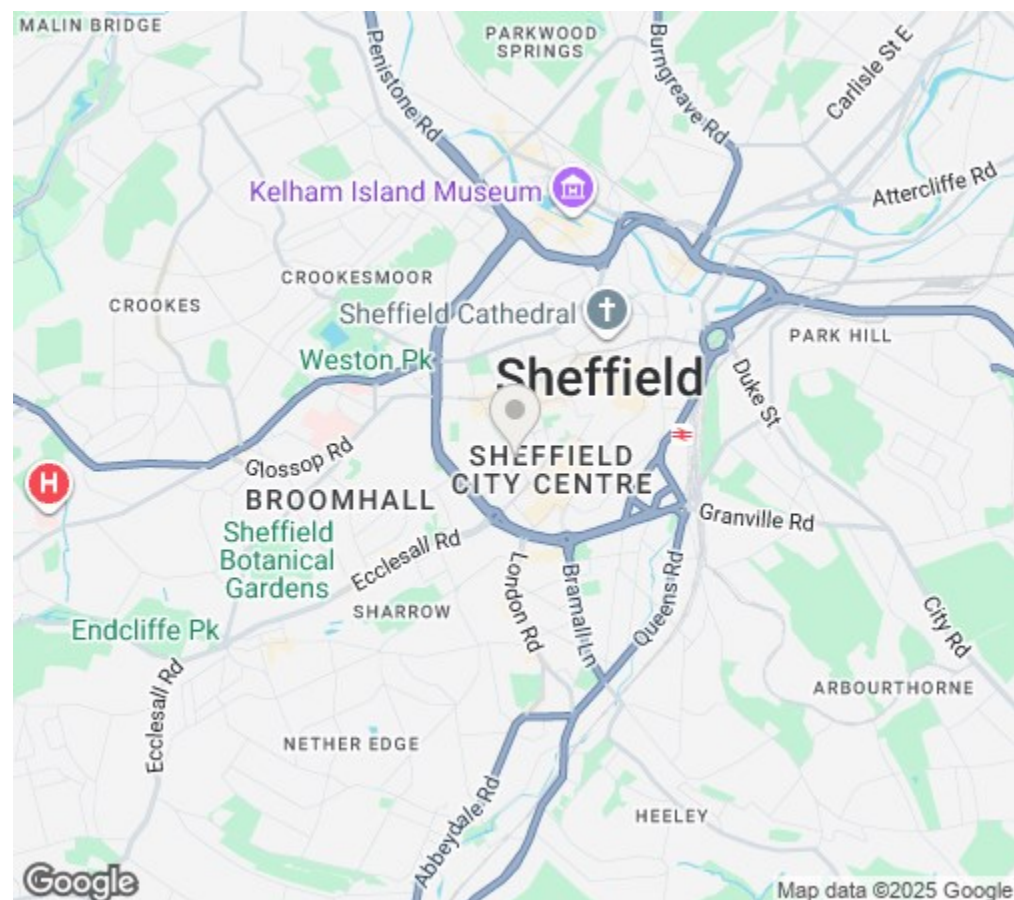 MALIN BRIDGE
Penistone Rd
PARKWOOD
SPRINGS
Burngreave Rd
Carlisle St E
Kelham Island Museum
Attercliffe Rd
CROOKESMOOR
CROOKES
Sheffield Cathedral
PARK HILL
Weston Pk
Sheffield
Duke St
H
Glossop Rd
SHEFFIELD
CITY CENTRE
BROOMHALL
Granville Rd
Sheffield
Botanical
Gardens
Ecclesall Rd
London Rd
Bramall Ln
Queens Rd
City Rd
SHARROW
Endcliffe Pk
Ecclesall Rd
ARBOURTHORNE
NETHER EDGE
Abbeydale Rd
HEELEY
Google
Map data ©2025 Google